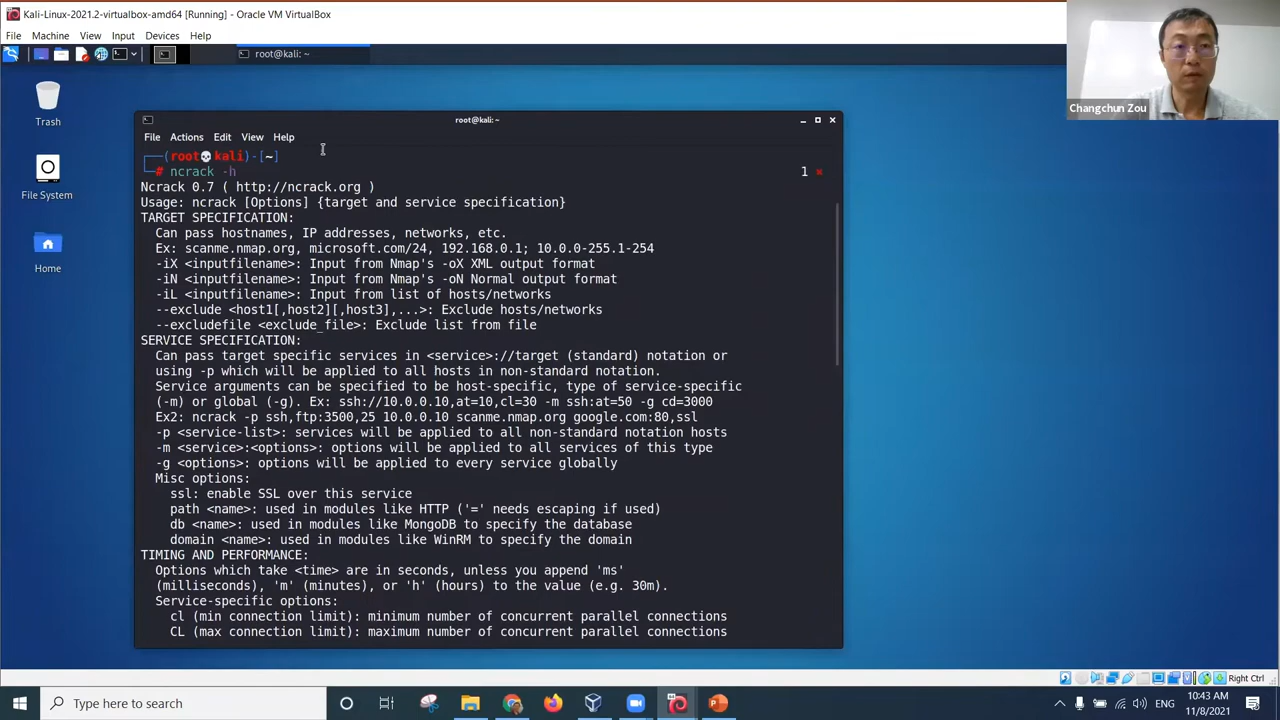 Kali-Linux-2021.2-virtualbox-amd64 [Running] - Oracle VM VirtualBox
File Machine View Input Devices Help
root@kali: ~
Changchun Zou
Trash
File System
Home
root@kali: ~
File Actions Edit View Help
(root💀kali)-[~]
# ncrack -h
1 ×
Ncrack 0.7 ( http://ncrack.org )
Usage: ncrack [Options] {target and service specification}
TARGET SPECIFICATION:
Can pass hostnames, IP addresses, networks, etc.
Ex: scanme.nmap.org, microsoft.com/24, 192.168.0.1; 10.0.0-255.1-254
-iX <inputfilename>: Input from Nmap's -oX XML output format
-iN <inputfilename>: Input from Nmap's -oN Normal output format
-iL <inputfilename>: Input from list of hosts/networks
--exclude <host1[,host2][,host3],...>: Exclude hosts/networks
--excludefile <exclude_file>: Exclude list from file
SERVICE SPECIFICATION:
Can pass target specific services in <service>://target (standard) notation or
using -p which will be applied to all hosts in non-standard notation.
Service arguments can be specified to be host-specific, type of service-specific
(-m) or global (-g). Ex: ssh://10.0.0.10,at=10,cl=30 -m ssh:at=50 -g cd=3000
Ex2: ncrack -p ssh,ftp:3500,25 10.0.0.10 scanme.nmap.org google.com:80,ssl
-p <service-list>: services will be applied to all non-standard notation hosts
-m <service>:<options>: options will be applied to all services of this type
-g <options>: options will be applied to every service globally
Misc options:
ssl: enable SSL over this service
path <name>: used in modules like HTTP ('=' needs escaping if used)
db <name>: used in modules like MongoDB to specify the database
domain <name>: used in modules like WinRM to specify the domain
TIMING AND PERFORMANCE:
Options which take <time> are in seconds, unless you append 'ms'
(milliseconds), 'm' (minutes), or 'h' (hours) to the value (e.g. 30m).
Service-specific options:
cl (min connection limit): minimum number of concurrent parallel connections
CL (max connection limit): maximum number of concurrent parallel connections
Right Ctrl
Type here to search
ENG
10:43 AM
11/8/2021